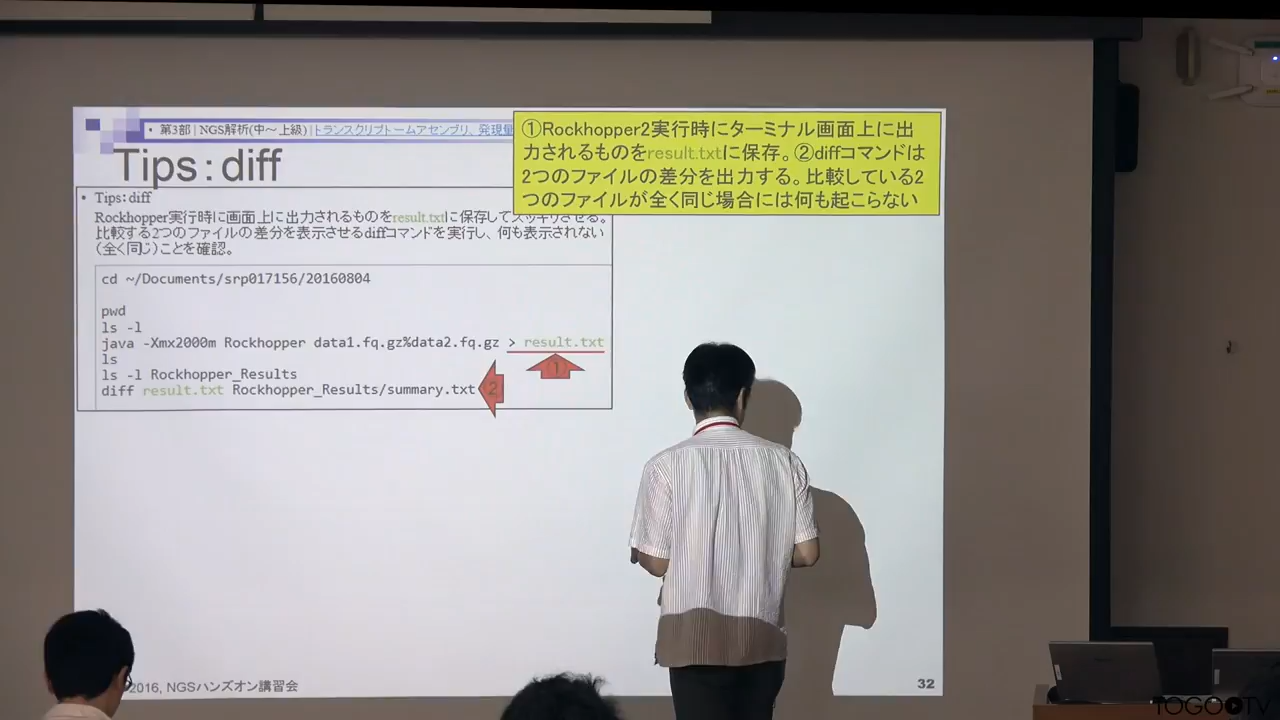 • 第3部 | NGS解析(中～上級) | トランスクリプトームアセンブリ、発現量
Tips：diff
①Rockhopper2実行時にターミナル画面上に出
力されるものをresult.txtに保存。②diffコマンドは
2つのファイルの差分を出力する。比較している2
つのファイルが全く同じ場合には何も起こらない
• Tips：diff
Rockhopper実行時に画面上に出力されるものをresult.txtに保存してスッキリさせる。
比較する2つのファイルの差分を表示させるdiffコマンドを実行し、何も表示されない
（全く同じ）ことを確認。
cd ~/Documents/srp017156/20160804
pwd
ls -l
java -Xmx2000m Rockhopper data1.fq.gz%data2.fq.gz > result.txt
ls
①
ls -l Rockhopper_Results
diff result.txt Rockhopper_Results/summary.txt
②
2016, NGSハンズオン講習会
32
TOGOTV